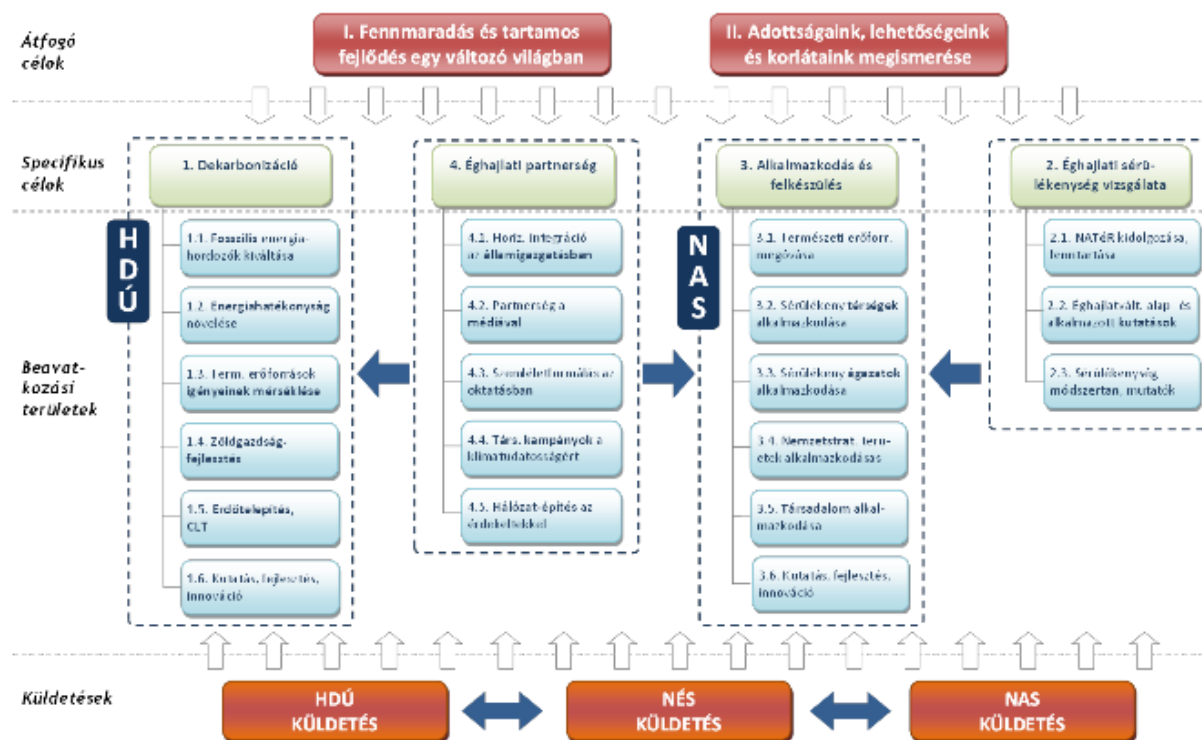 Átfogó
célok
I. Fennmaradás és tartamos
fejlődés egy változó világban
II. Adottságaink, lehetőségeink
és korlátaink megismerése
Specifikus
célok
1. Dekarbonizáció
4. Éghajlati partnerség
3. Alkalmazkodás és
felkészülés
2. Éghajlati sérü-
lékenység vizsgálata
Beavat-
kozási
területek
HDÚ
1.1. Fosszilis energia-
hordozók kiváltása
1.2. Energiahatékonyság
növelése
1.3. Term. erőforrások
igényeinek mérséklése
1.4. Zöldgazdaság-
fejlesztés
1.5. Erdőtelepítés,
CLT
1.6. Kutatás, fejlesztés,
innováció
4.1. Horiz. integráció
az államigazgatásban
4.2. Partnerség a
médiával
4.3. Szemléletformálás az
oktatásban
4.4. Társ. kampányok a
klímatudatosságért
4.5. Hálózat-építés az
érdekeltekkel
NAS
3.1. Természeti erőforr.
megóvása
3.2. Sérülékeny térségek
alkalmazkodása
3.3. Sérülékeny ágazatok
alkalmazkodása
3.4. Nemzetstrat. terü-
etek alkalmazkodásas
3.5. Társadalom alkal-
mazkodása
3.6. Kutatás, fejlesztés,
innováció
2.1. NATéR kidolgozása,
fenntartása
2.2. Éghajlatvált. alap- és
alkalmazott kutatások
2.3. Sérülékenység
módszertan, mutatók
Küldetések
HDÚ
KÜLDETÉS
NÉS
KÜLDETÉS
NAS
KÜLDETÉS